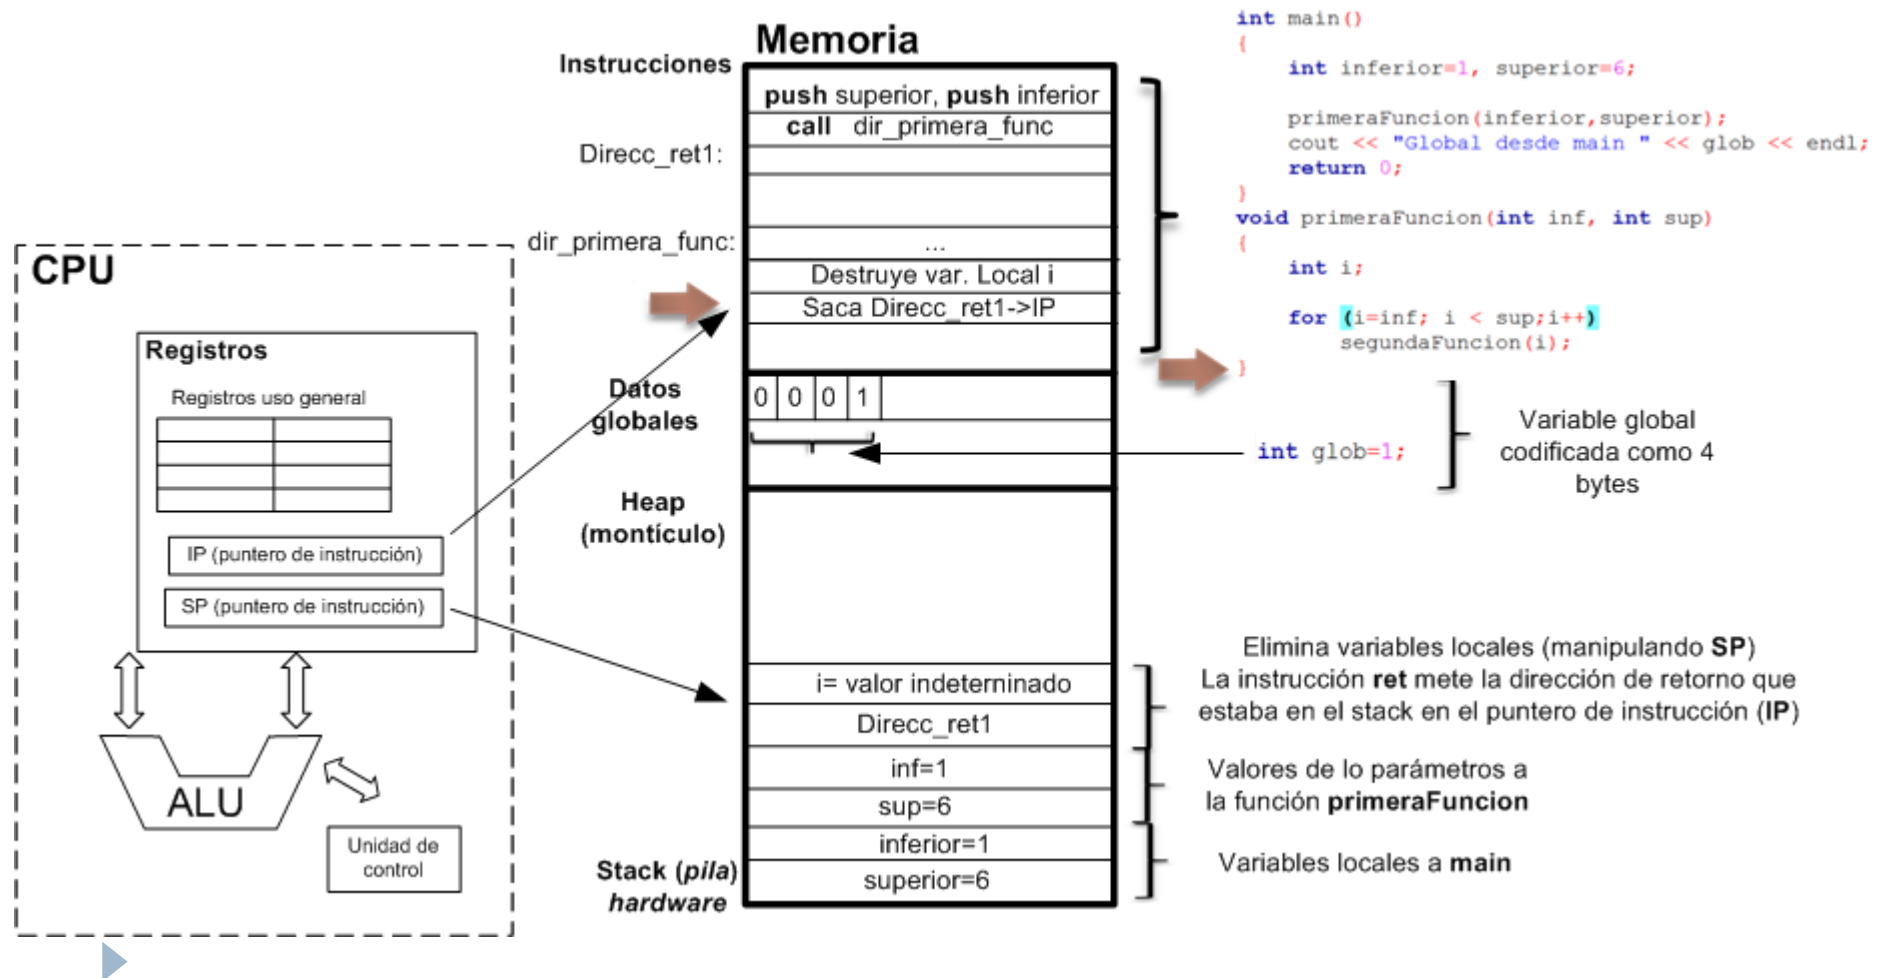 Memoria
Instrucciones
push superior, push inferior
call dir_primera_func
Direcc_ret1:
dir_primera_func:
...
Destruye var. Local i
Saca Direcc_ret1->IP
CPU
Registros
Registros uso general
IP (puntero de instrucción)
SP (puntero de instrucción)
ALU
Unidad de
control
Datos
globales
0 0 0 1
Heap
(montículo)
i= valor indeterninado
Direcc_ret1
inf=1
sup=6
inferior=1
superior=6
Stack (pila)
hardware
int main()
{
int inferior=1, superior=6;
primeraFuncion(inferior,superior);
cout << "Global desde main " << glob << endl;
return 0;
}
void primeraFuncion(int inf, int sup)
{
int i;
for (i=inf; i < sup;i++)
segundaFuncion(i);
}
int glob=1;
Variable global
codificada como 4
bytes
Elimina variables locales (manipulando SP)
La instrucción ret mete la dirección de retorno que
estaba en el stack en el puntero de instrucción (IP)
Valores de lo parámetros a
la función primeraFuncion
Variables locales a main